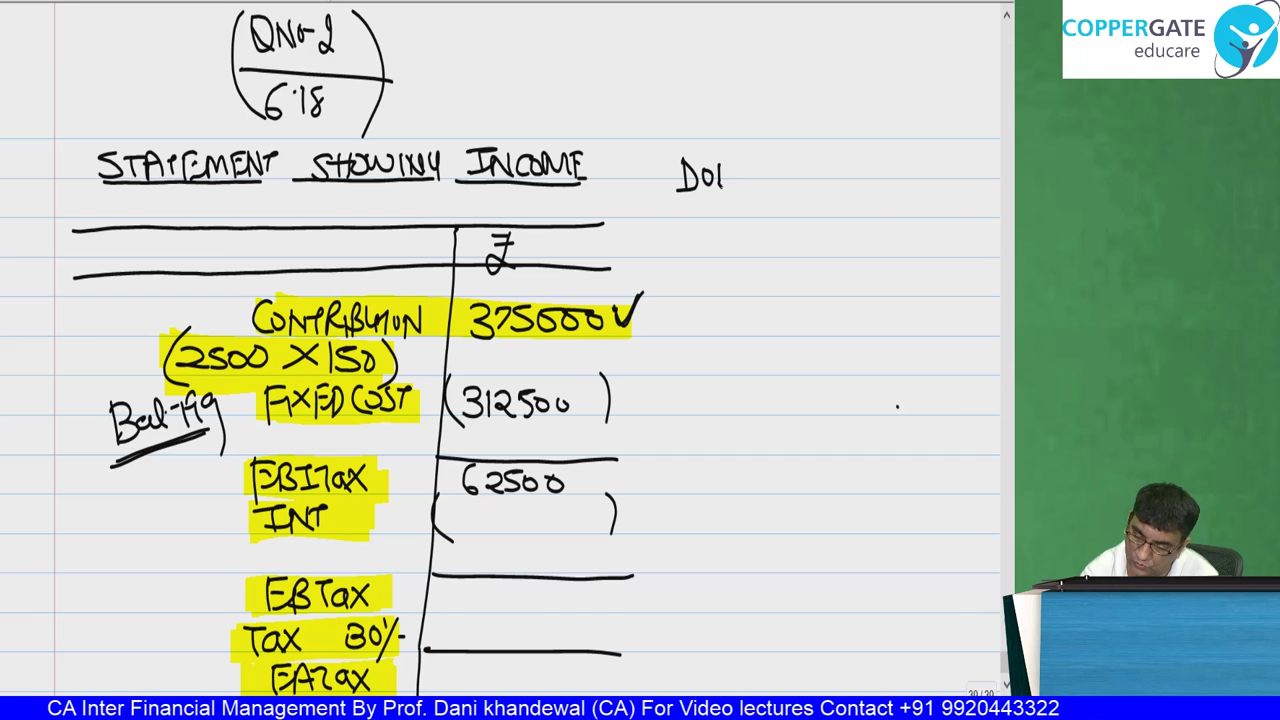 COPPERGATE
educare
QNo-2
6.18
STATEMENT SHOWING INCOME
DOL
₹
CONTRIBUTION 375000✓
(2500 × 150)
Bal. Fig FIXED COST (312500)
EBITax 62500
INT ( )
EBTax
Tax 30%
EATax
30/30
CA Inter Financial Management By Prof. Dani khandewal (CA) For Video lectures Contact +91 9920443322